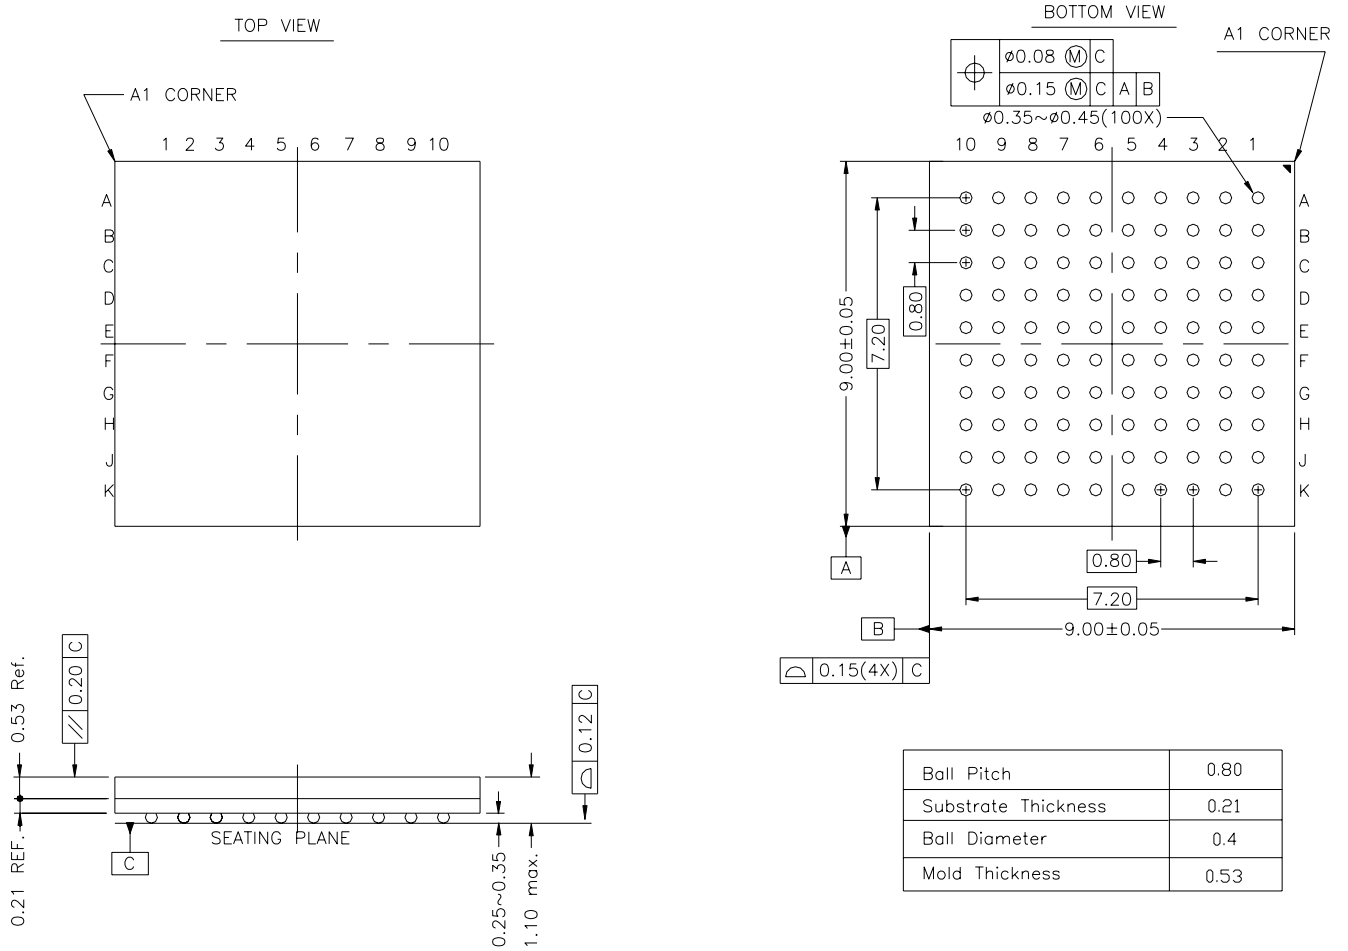 TOP VIEW
A1 CORNER
1 2 3 4 5 6 7 8 9 10
A
B
C
D
E
F
G
H
J
K
BOTTOM VIEW
A1 CORNER
⌀0.08 Ⓜ C
⌀0.15 Ⓜ C A B
⌀0.35~⌀0.45(100X)
10 9 8 7 6 5 4 3 2 1
A
B
C
D
E
F
G
H
J
K
0.80
7.20
9.00±0.05
A
0.80
7.20
B
9.00±0.05
0.15(4X) C
0.53 Ref.
// 0.20 C
0.12 C
SEATING PLANE
C
0.21 REF.
0.25~0.35
1.10 max.
Ball Pitch 0.80
Substrate Thickness 0.21
Ball Diameter 0.4
Mold Thickness 0.53